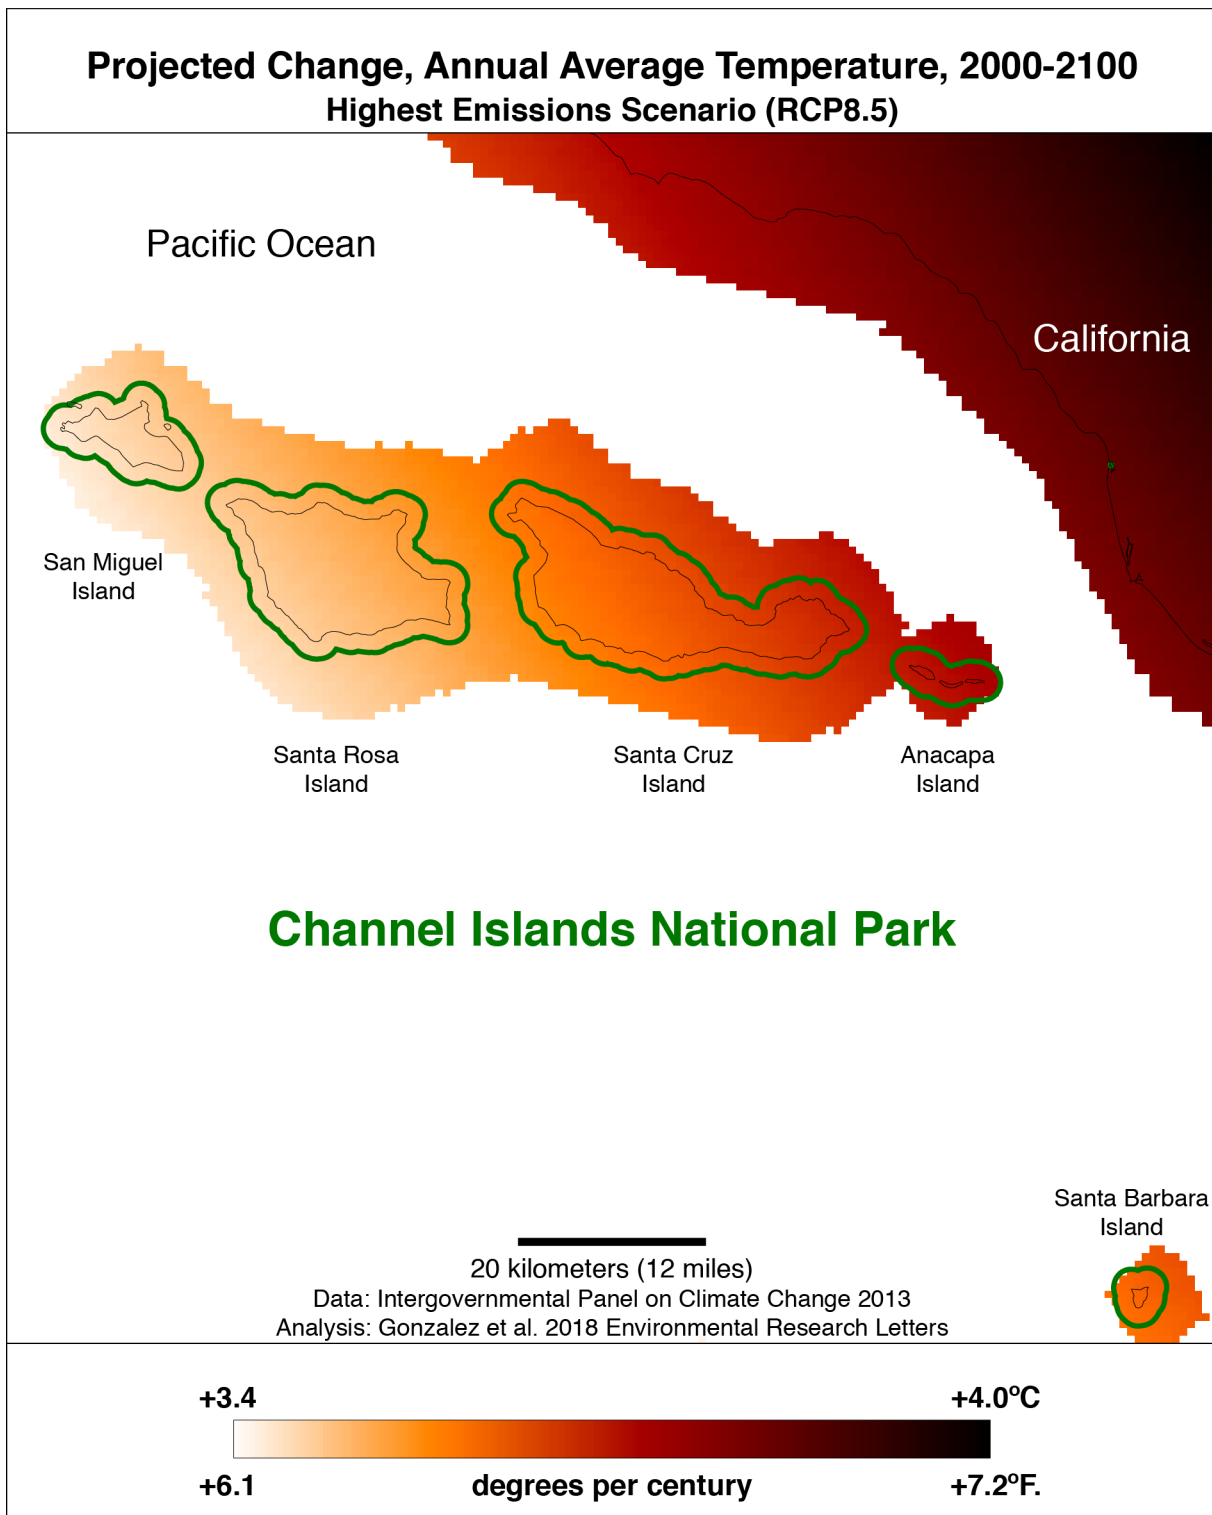 Projected Change, Annual Average Temperature, 2000-2100
Highest Emissions Scenario (RCP8.5)
Pacific Ocean
California
San Miguel
Island
Santa Rosa
Island
Santa Cruz
Island
Anacapa
Island
Channel Islands National Park
Santa Barbara
Island
20 kilometers (12 miles)
Data: Intergovernmental Panel on Climate Change 2013
Analysis: Gonzalez et al. 2018 Environmental Research Letters
+3.4 +4.0ºC
+6.1 degrees per century +7.2ºF.